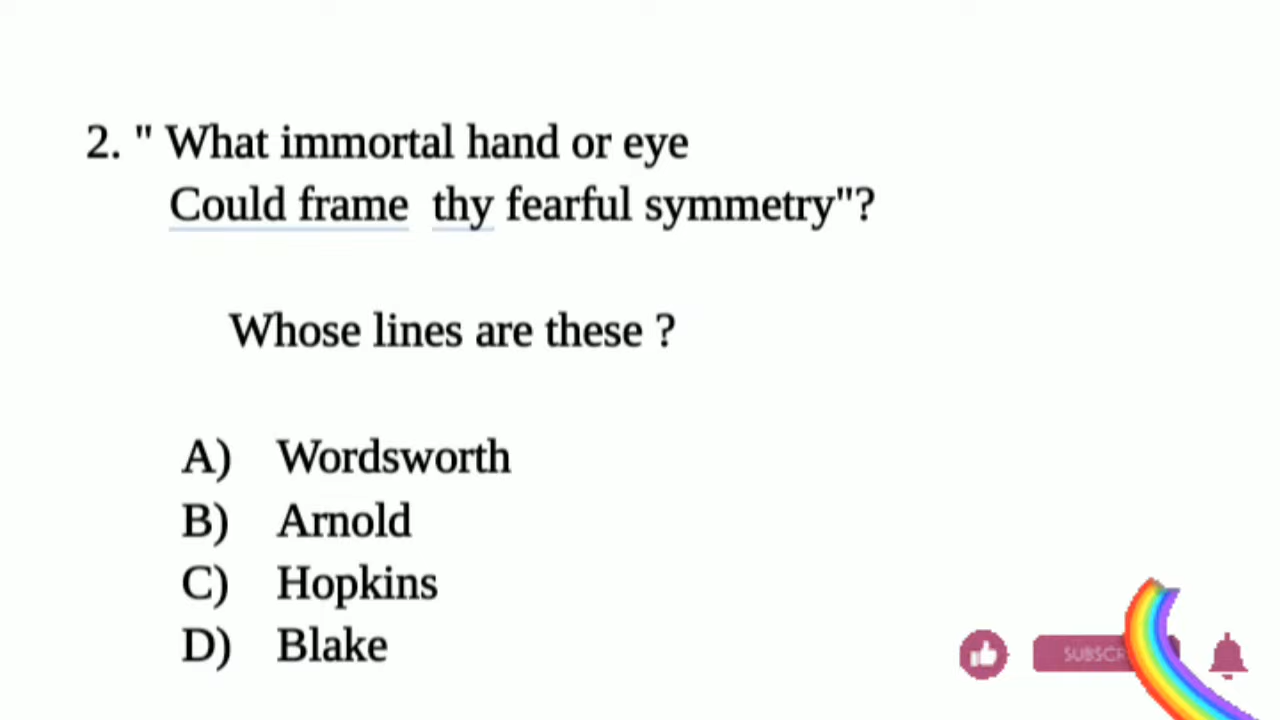 2. " What immortal hand or eye
Could frame thy fearful symmetry"?
Whose lines are these ?
A) Wordsworth
B) Arnold
C) Hopkins
D) Blake